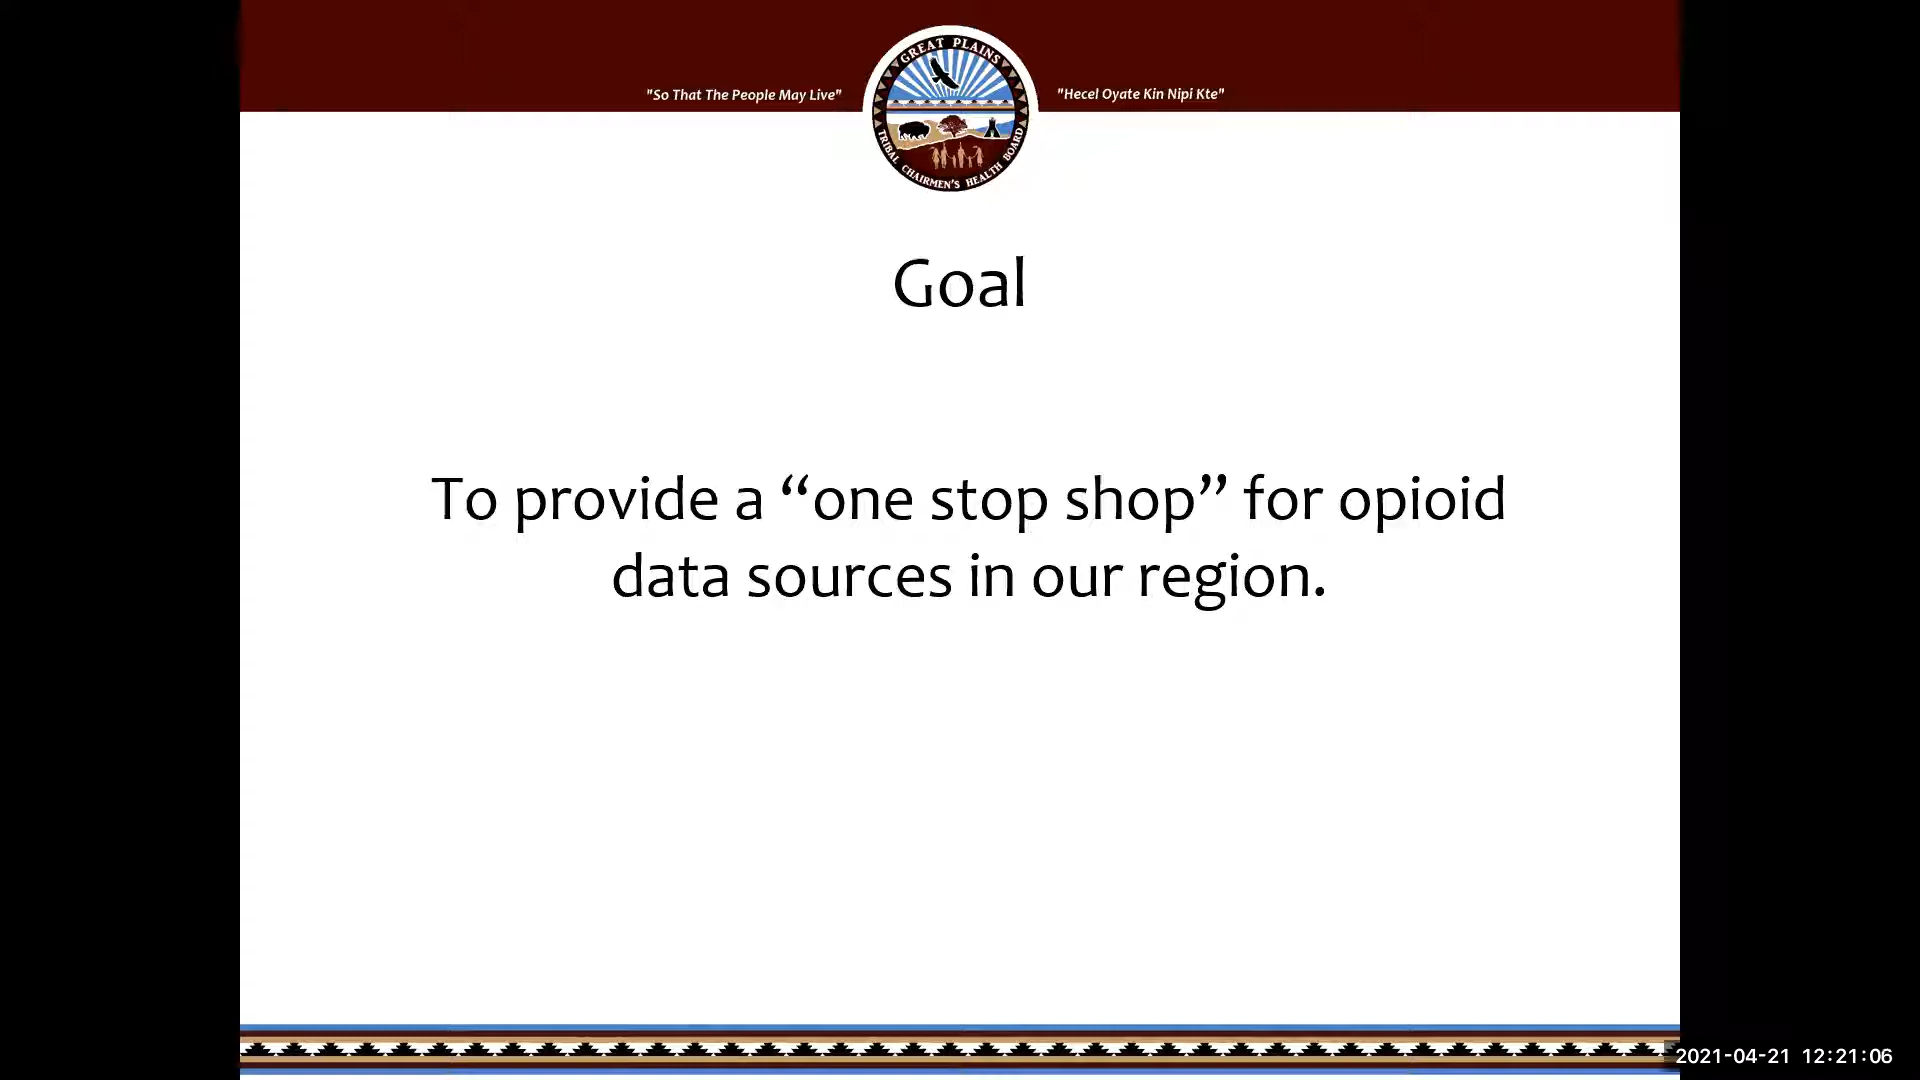 "So That The People May Live"
GREAT PLAINS
TRIBAL CHAIRMEN'S HEALTH BOARD
"Hecel Oyate Kin Nipi Kte"
Goal
To provide a “one stop shop” for opioid
data sources in our region.
2021-04-21 12:21:06